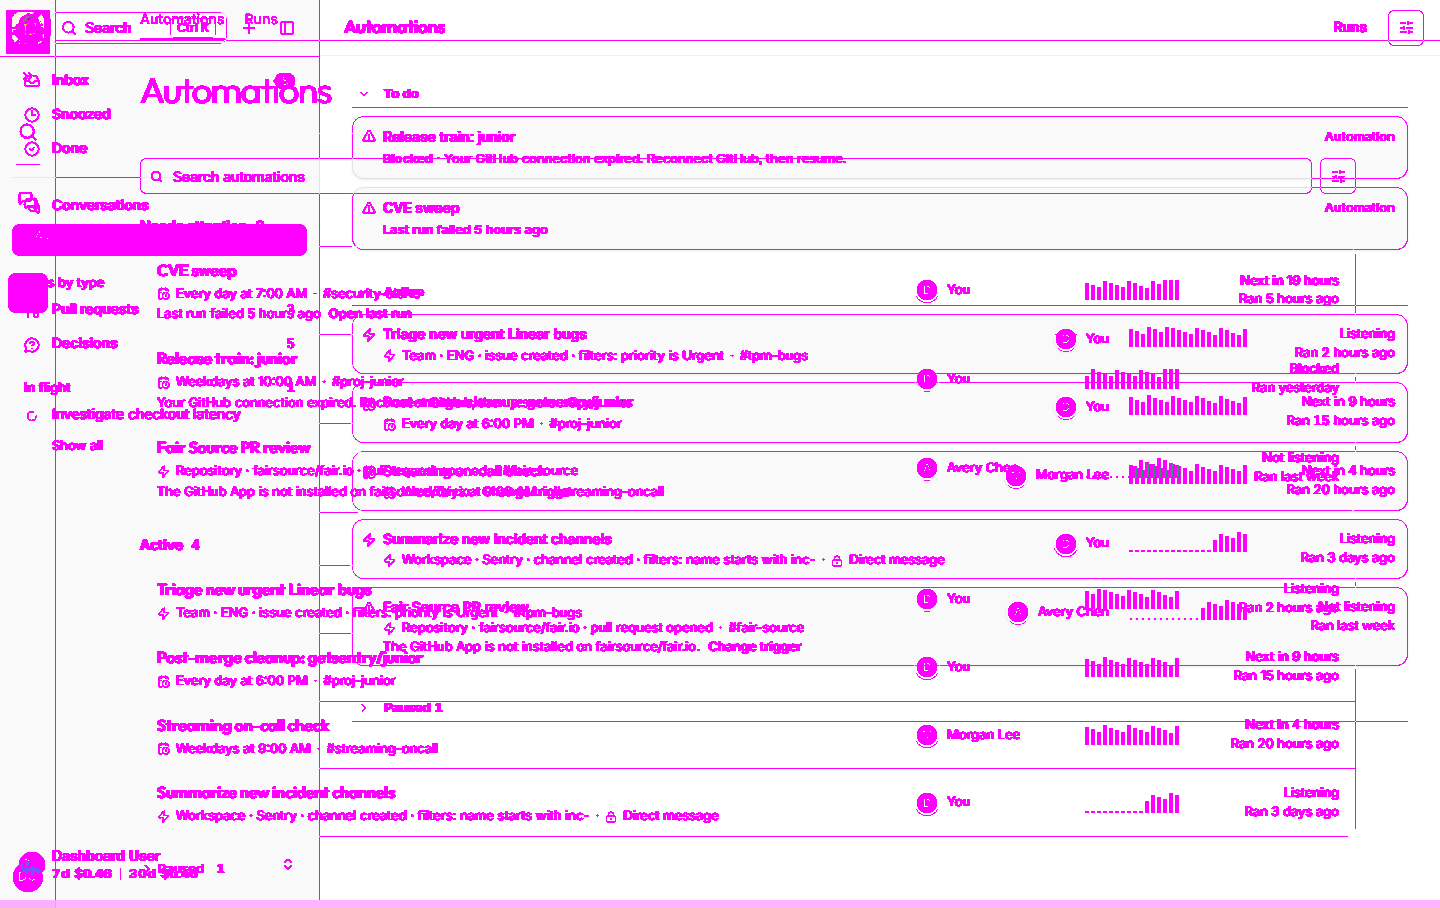 Search
Automations Runs
Ctrl K
Automations
Runs
Inbox
Snoozed
Done
Conversations
s by type
Pull requests
Decisions
5
In flight
Investigate checkout latency
Show all
Dashboard User
7d $0.46 | 30d
Automations
Search automations
To do
Release train: junior
Automation
Blocked · Your GitHub connection expired. Reconnect GitHub, then resume.
CVE sweep
Automation
Last run failed 5 hours ago
CVE sweep
Every day at 7:00 AM · #security-
Last run failed 5 hours ago Open last run
You
Next in 19 hours
Ran 5 hours ago
Triage new urgent Linear bugs
Team · ENG · issue created · filters: priority is Urgent · #tpm-bugs
You
Listening
Ran 2 hours ago
Release train: junior
Weekdays at 10:00 AM · #proj-junior
Your GitHub connection expired.
You
Blocked
Ran yesterday
Every day at 6:00 PM · #proj-junior
You
Next in 9 hours
Ran 15 hours ago
Fair Source PR review
Repository · fairsource/fair.io
The GitHub App is not installed on
Avery Chen
Not listening
Ran last week
Morgan Lee
Next in 4 hours
Ran 20 hours ago
Summarize new incident channels
Workspace · Sentry · channel created · filters: name starts with inc- · Direct message
You
Listening
Ran 3 days ago
Active 4
Triage new urgent Linear bugs
Team · ENG · issue created · filters: priority is Urgent · #tpm-bugs
You
Listening
Ran 2 hours ago
Fair Source PR review
Repository · fairsource/fair.io · pull request opened · #fair-source
The GitHub App is not installed on fairsource/fair.io. Change trigger
Avery Chen
Not listening
Ran last week
Post-merge cleanup: getsentry/junior
Every day at 6:00 PM · #proj-junior
You
Next in 9 hours
Ran 15 hours ago
Paused 1
Streaming on-call check
Weekdays at 9:00 AM · #streaming-oncall
Morgan Lee
Next in 4 hours
Ran 20 hours ago
Summarize new incident channels
Workspace · Sentry · channel created · filters: name starts with inc- · Direct message
You
Listening
Ran 3 days ago
Paused 1